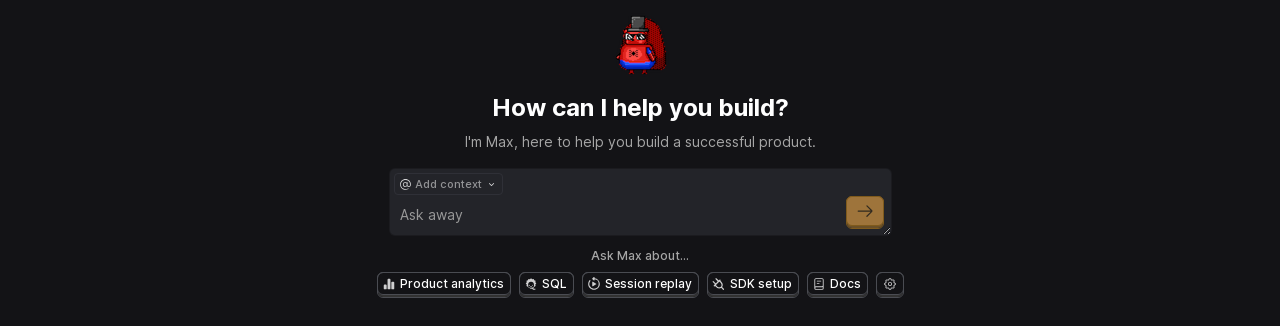 How can I help you build?
I'm Max, here to help you build a successful product.
@ Add context
Ask away
Ask Max about...
Product analytics SQL Session replay SDK setup Docs